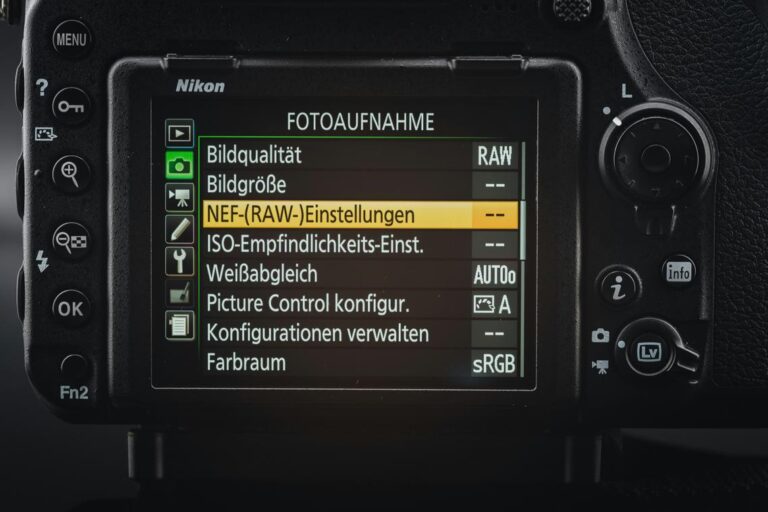 MENU
Nikon
L
?
FOTOAUFNAHME
Bildqualität RAW
Bildgröße --
NEF-(RAW-)Einstellungen --
ISO-Empfindlichkeits-Einst. --
Weißabgleich AUTO0
Picture Control konfigur. A
Konfigurationen verwalten --
Farbraum sRGB
i
info
OK
Lv
Fn2